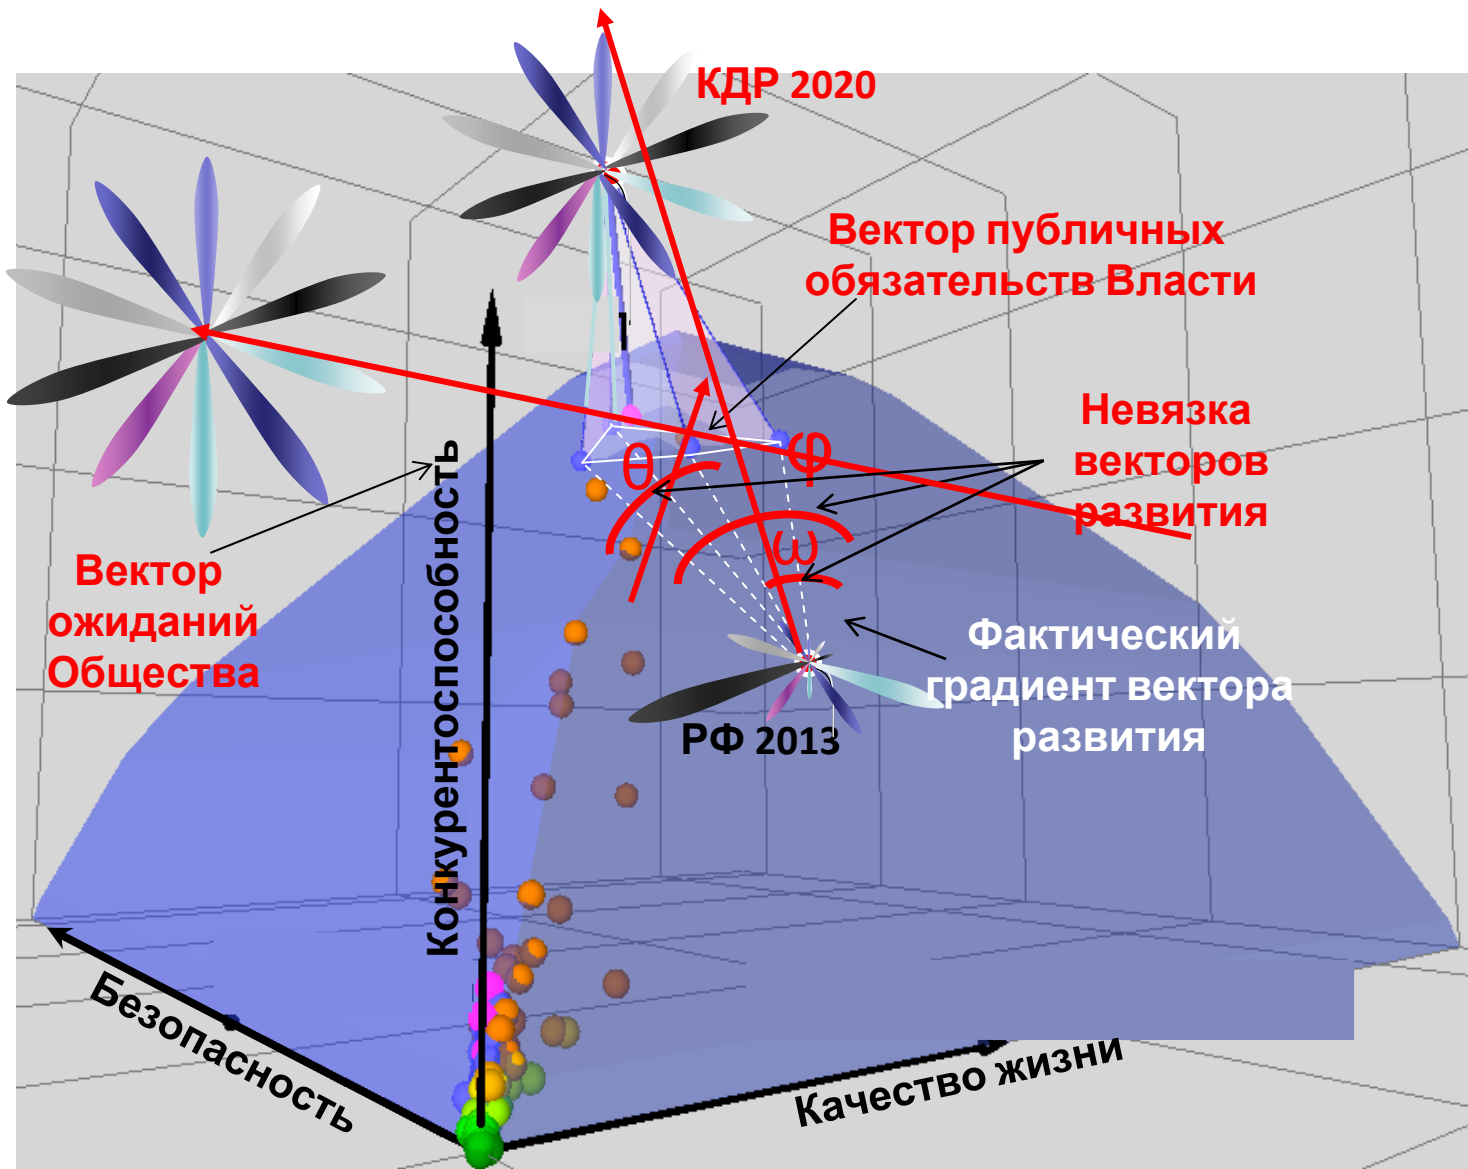 КДР 2020
Вектор публичных
обязательств Власти
Невязка
векторов
развития
θ
φ
ω
Вектор
ожиданий
Общества
Конкурентоспособность
Фактический
градиент вектора
развития
РФ 2013
Безопасность
Качество жизни